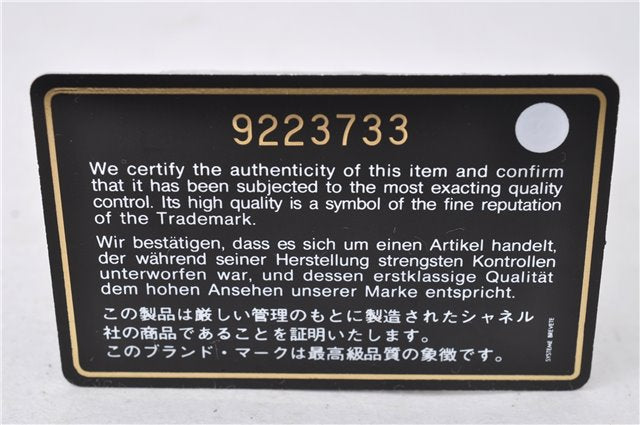 9223733
We certify the authenticity of this item and confirm
that it has been subjected to the most exacting quality
control. Its high quality is a symbol of the fine reputation
of the Trademark.
Wir bestätigen, dass es sich um einen Artikel handelt,
der während seiner Herstellung strengsten Kontrollen
unterworfen war, und dessen erstklassige Qualität
dem hohen Ansehen unserer Marke entspricht.
この製品は厳しい管理のもとに製造されたシャネル
社の商品であることを証明いたします。
このブランド・マークは最高級品質の象徴です。
SYSTEME BREVETE